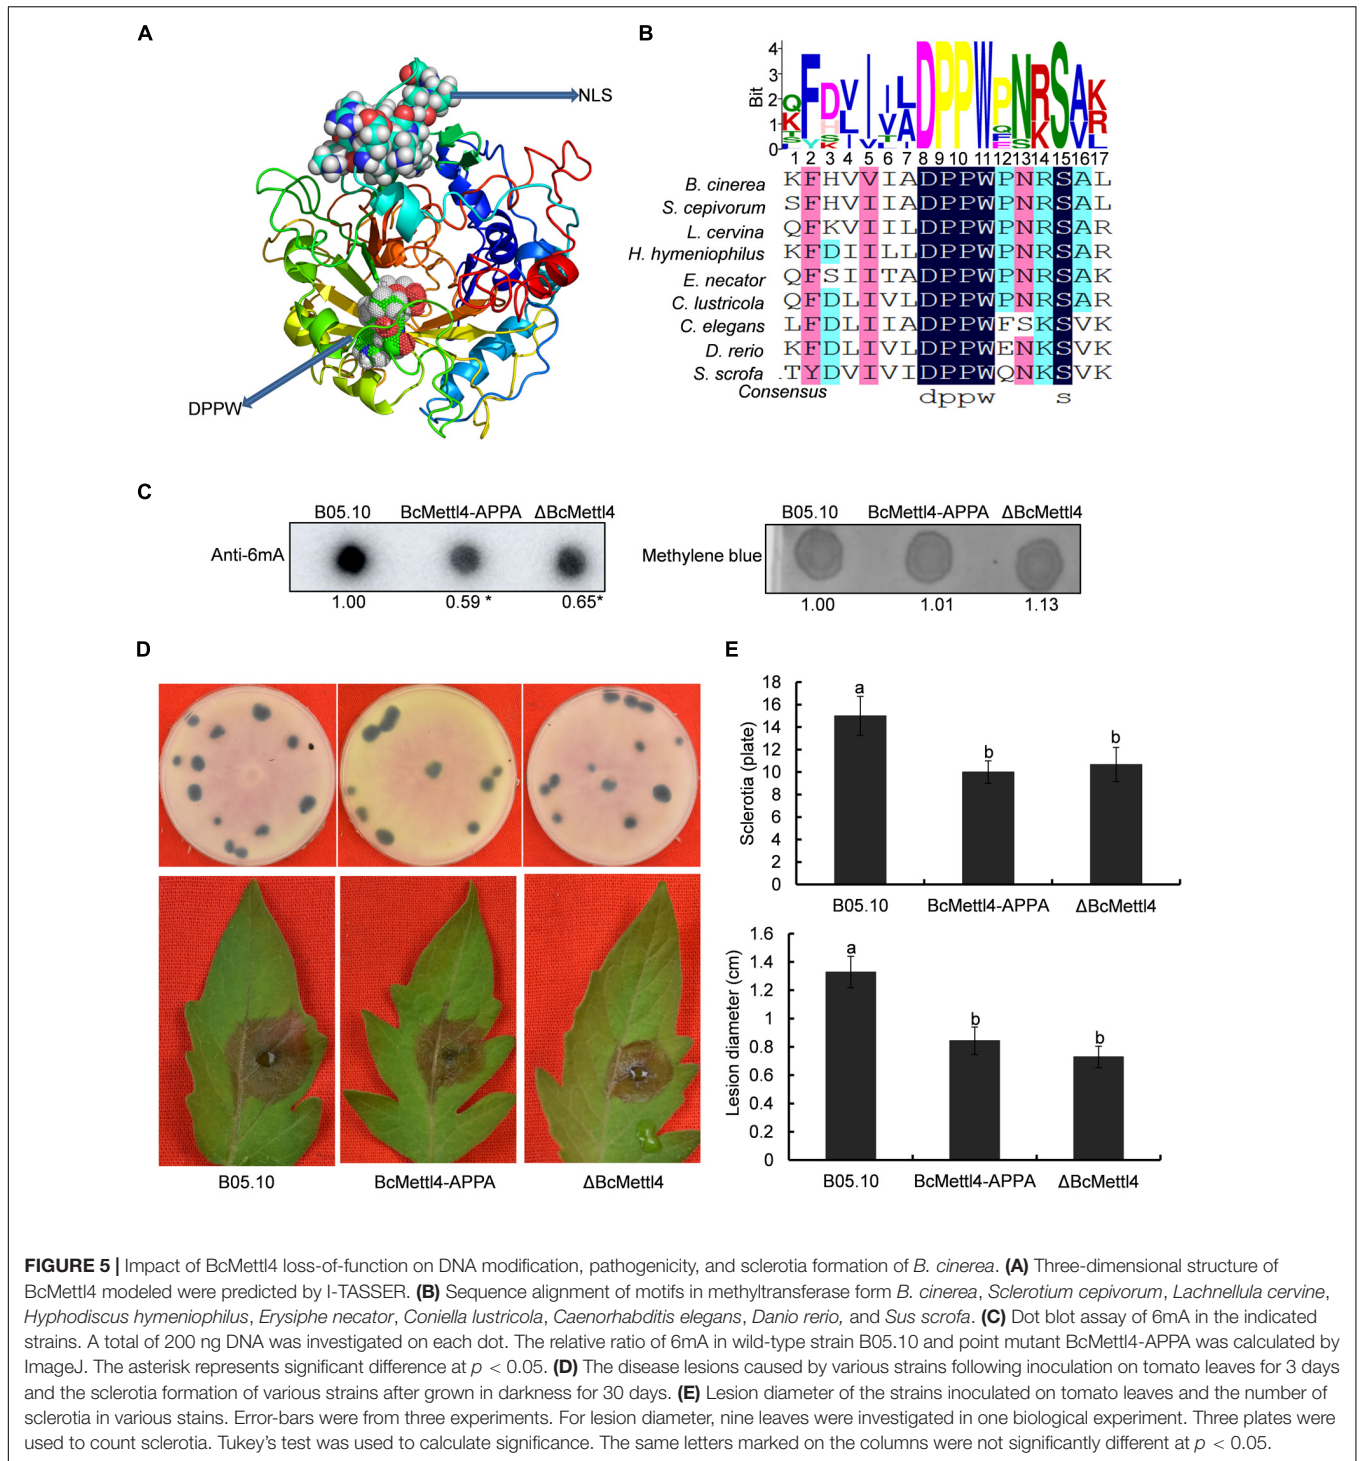 A
NLS
DPPW
B
Bit
4
3
2
1
0
1 2 3 4 5 6 7 8 9 10 11 12 13 14 15 16 17
B. cinerea KFHVVIADPPWPNRSAL
S. cepivorum SFHVIIADPPWPNRSAL
L. cervina QFKVIILDPPWPNRSAR
H. hymeniophilus KFDIILLDPPWPNRSAR
E. necator QFSIITADPPWPNRSAK
C. lustricola QFDLIVLDPPWPNRSAR
C. elegans LFDLIIADPPWFSKSVK
D. rerio KFDLIVLDPPWENKSVK
S. scrofa .TYDVIVIDPPWQNKSVK
Consensus dppw s
C
B05.10 BcMettl4-APPA ΔBcMettl4
Anti-6mA
1.00 0.59 * 0.65*
B05.10 BcMettl4-APPA ΔBcMettl4
Methylene blue
1.00 1.01 1.13
D
B05.10 BcMettl4-APPA ΔBcMettl4
E
Sclerotia (plate)
18
16
14
12
10
8
6
4
2
0
a b b
B05.10 BcMettl4-APPA ΔBcMettl4
Lesion diameter (cm)
1.6
1.4
1.2
1
0.8
0.6
0.4
0.2
0
a b b
B05.10 BcMettl4-APPA ΔBcMettl4
FIGURE 5 | Impact of BcMettl4 loss-of-function on DNA modification, pathogenicity, and sclerotia formation of B. cinerea. (A) Three-dimensional structure of
BcMettl4 modeled were predicted by I-TASSER. (B) Sequence alignment of motifs in methyltransferase form B. cinerea, Sclerotium cepivorum, Lachnellula cervine,
Hyphodiscus hymeniophilus, Erysiphe necator, Coniella lustricola, Caenorhabditis elegans, Danio rerio, and Sus scrofa. (C) Dot blot assay of 6mA in the indicated
strains. A total of 200 ng DNA was investigated on each dot. The relative ratio of 6mA in wild-type strain B05.10 and point mutant BcMettl4-APPA was calculated by
ImageJ. The asterisk represents significant difference at p < 0.05. (D) The disease lesions caused by various strains following inoculation on tomato leaves for 3 days
and the sclerotia formation of various strains after grown in darkness for 30 days. (E) Lesion diameter of the strains inoculated on tomato leaves and the number of
sclerotia in various stains. Error-bars were from three experiments. For lesion diameter, nine leaves were investigated in one biological experiment. Three plates were
used to count sclerotia. Tukey's test was used to calculate significance. The same letters marked on the columns were not significantly different at p < 0.05.